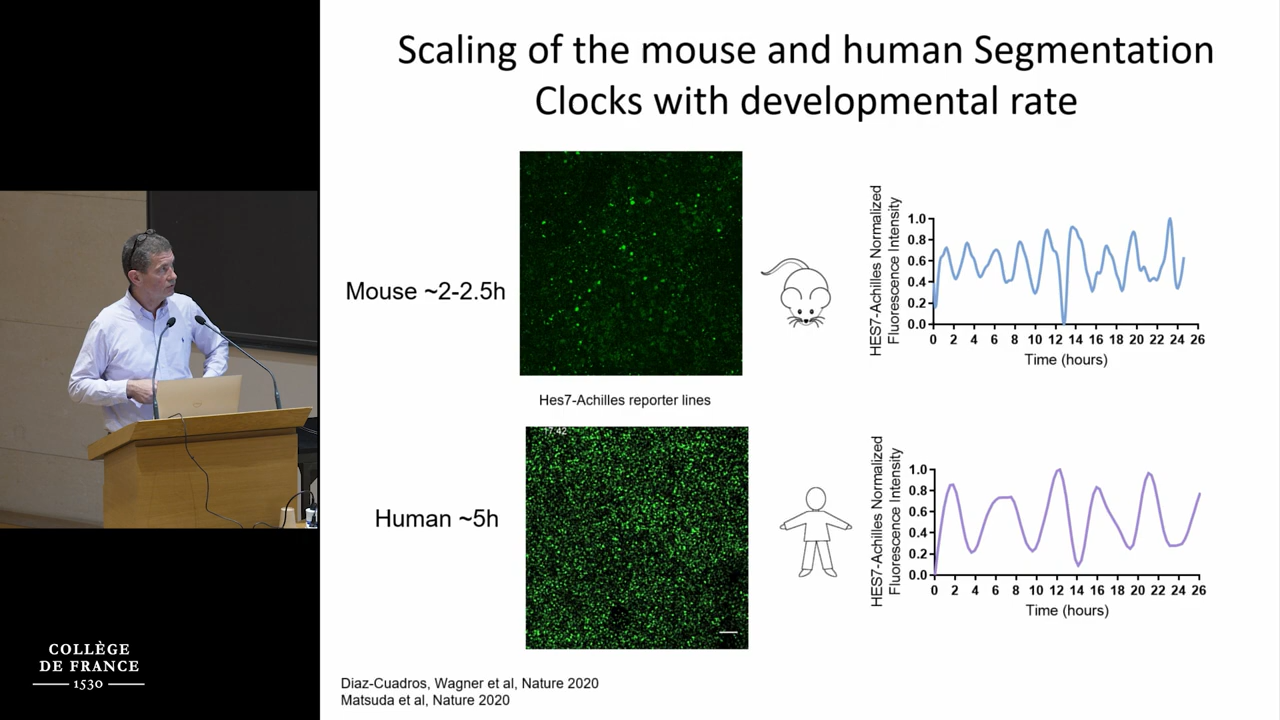 Scaling of the mouse and human Segmentation
Clocks with developmental rate
Mouse ~2-2.5h
HES7-Achilles Normalized
Fluorescence Intensity
1.0
0.8
0.6
0.4
0.2
0.0
0 2 4 6 8 10 12 14 16 18 20 22 24 26
Time (hours)
Hes7-Achilles reporter lines
Human ~5h
HES7-Achilles Normalized
Fluorescence Intensity
1.0
0.8
0.6
0.4
0.2
0.0
0 2 4 6 8 10 12 14 16 18 20 22 24 26
Time (hours)
Diaz-Cuadros, Wagner et al, Nature 2020
Matsuda et al, Nature 2020
COLLÈGE
DE FRANCE
1530